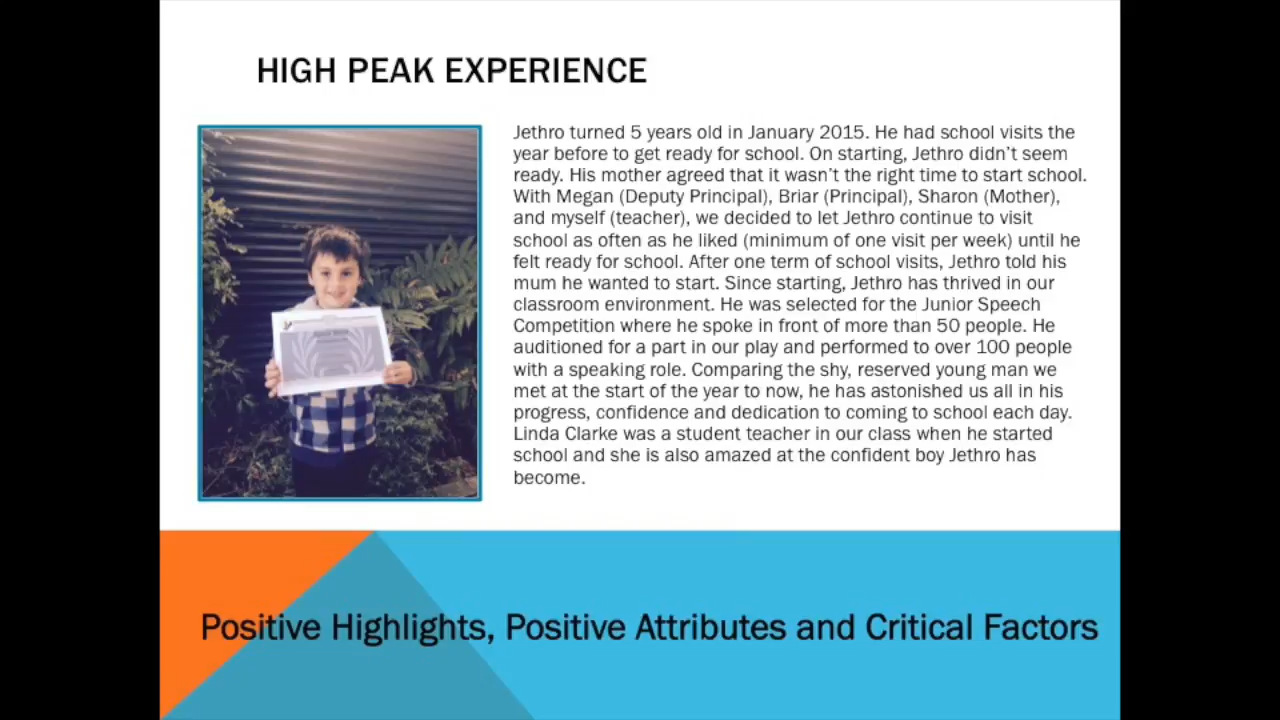 HIGH PEAK EXPERIENCE
Jethro turned 5 years old in January 2015. He had school visits the
year before to get ready for school. On starting, Jethro didn't seem
ready. His mother agreed that it wasn't the right time to start school.
With Megan (Deputy Principal), Briar (Principal), Sharon (Mother),
and myself (teacher), we decided to let Jethro continue to visit
school as often as he liked (minimum of one visit per week) until he
felt ready for school. After one term of school visits, Jethro told his
mum he wanted to start. Since starting, Jethro has thrived in our
classroom environment. He was selected for the Junior Speech
Competition where he spoke in front of more than 50 people. He
auditioned for a part in our play and performed to over 100 people
with a speaking role. Comparing the shy, reserved young man we
met at the start of the year to now, he has astonished us all in his
progress, confidence and dedication to coming to school each day.
Linda Clarke was a student teacher in our class when he started
school and she is also amazed at the confident boy Jethro has
become.
Positive Highlights, Positive Attributes and Critical Factors